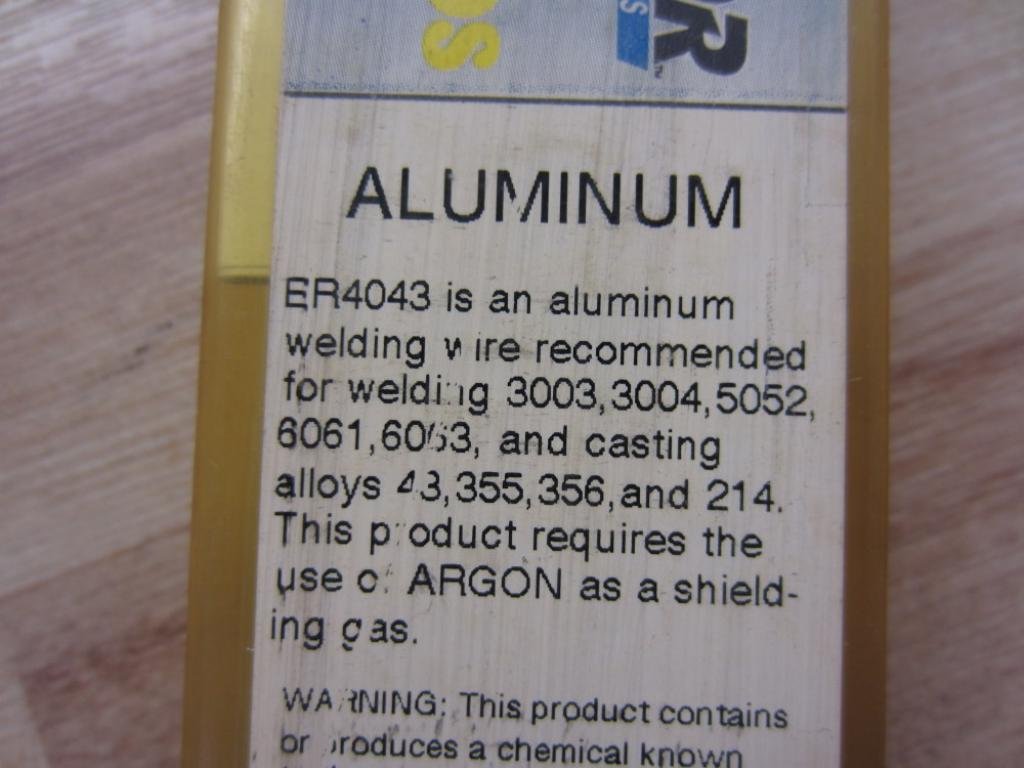 ALUMINUM
ER4043 is an aluminum
welding wire recommended
for welding 3003,3004,5052,
6061,6063, and casting
alloys 43,355,356,and 214.
This product requires the
use of ARGON as a shield-
ing gas.
WARNING: This product contains
or produces a chemical known